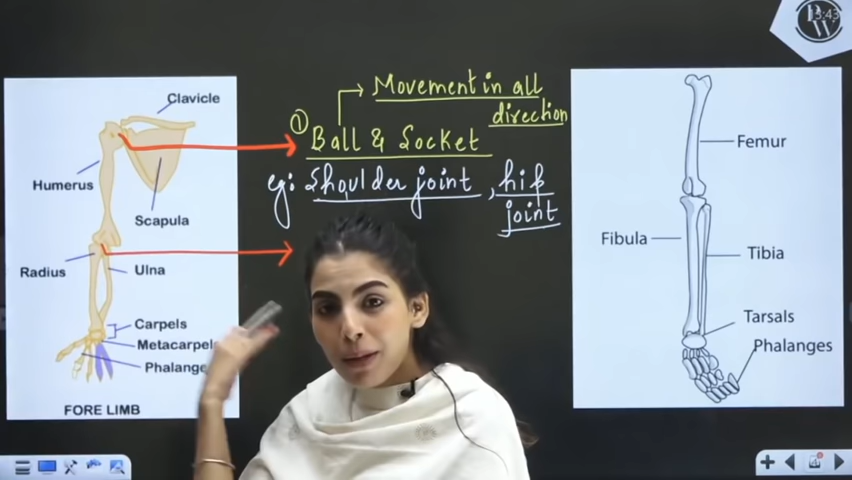 P
W
Clavicle
Humerus
Scapula
Radius
Ulna
Carpels
Metacarpels
Phalange
FORE LIMB
Movement in all
direction
① Ball & Socket
eg: Shoulder joint, hip
joint
Femur
Fibula
Tibia
Tarsals
Phalanges